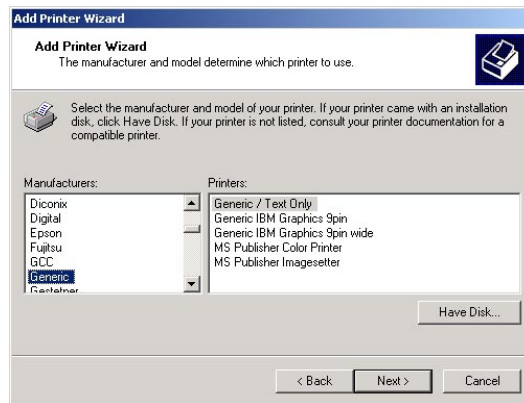 Add Printer Wizard
Add Printer Wizard
The manufacturer and model determine which printer to use.
Select the manufacturer and model of your printer. If your printer came with an installation
disk, click Have Disk. If your printer is not listed, consult your printer documentation for a
compatible printer.
Manufacturers:
Diconix
Digital
Epson
Fujitsu
GCC
Generic
Gestetner
Printers:
Generic / Text Only
Generic IBM Graphics 9pin
Generic IBM Graphics 9pin wide
MS Publisher Color Printer
MS Publisher Imagesetter
Have Disk...
< Back
Next >
Cancel